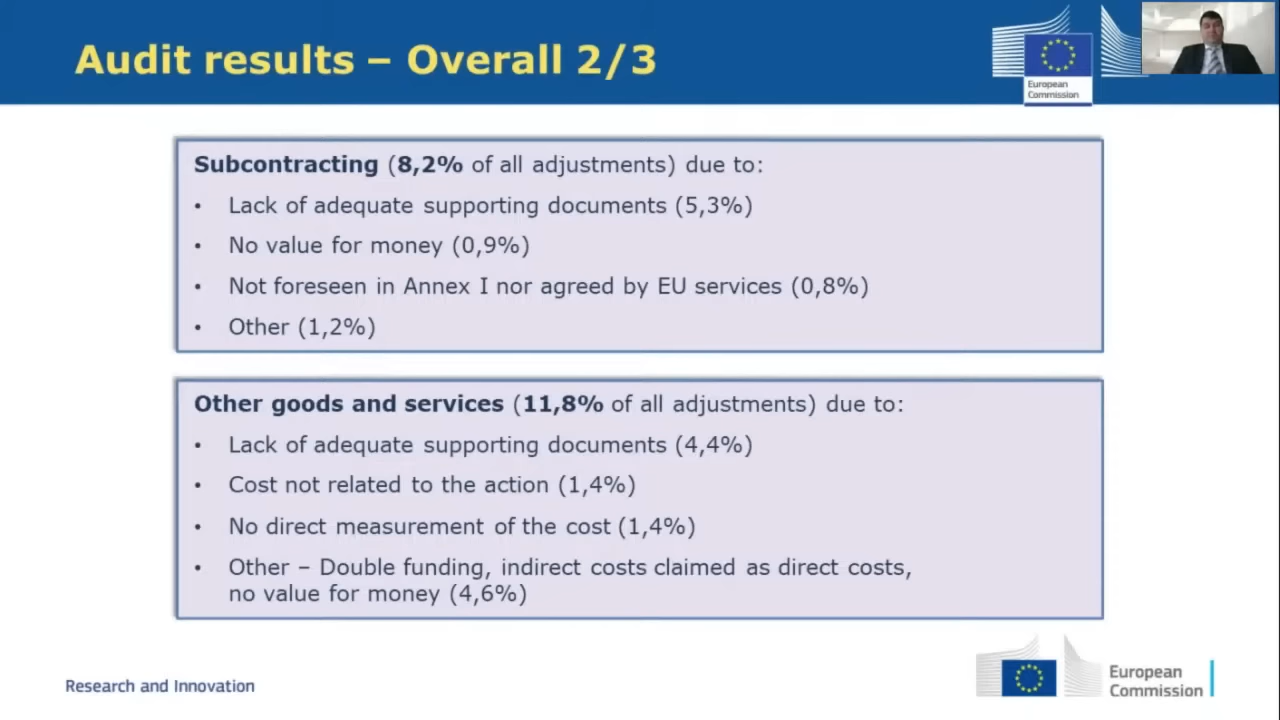 Audit results – Overall 2/3
European
Commission
Subcontracting (8,2% of all adjustments) due to:
• Lack of adequate supporting documents (5,3%)
• No value for money (0,9%)
• Not foreseen in Annex I nor agreed by EU services (0,8%)
• Other (1,2%)
Other goods and services (11,8% of all adjustments) due to:
• Lack of adequate supporting documents (4,4%)
• Cost not related to the action (1,4%)
• No direct measurement of the cost (1,4%)
• Other – Double funding, indirect costs claimed as direct costs,
no value for money (4,6%)
Research and Innovation
European
Commission